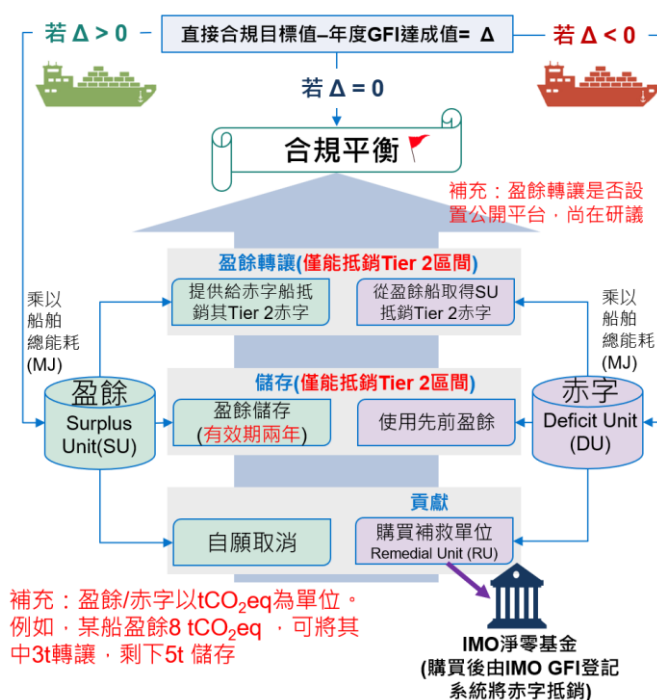 若 Δ > 0
直接合規目標值–年度GFI達成值= Δ
若 Δ < 0
若 Δ = 0
合規平衡
補充：盈餘轉讓是否設
置公開平台，尚在研議
盈餘轉讓(僅能抵銷Tier 2區間)
提供給赤字船抵
銷其Tier 2赤字
從盈餘船取得SU
抵銷Tier 2赤字
乘以
船舶
總能耗
(MJ)
乘以
船舶
總能耗
(MJ)
儲存(僅能抵銷Tier 2區間)
盈餘
Surplus
Unit(SU)
盈餘儲存
(有效期兩年)
使用先前盈餘
赤字
Deficit Unit
(DU)
貢獻
自願取消
購買補救單位
Remedial Unit (RU)
補充：盈餘/赤字以tCO₂eq為單位。
例如，某船盈餘8 tCO₂eq ，可將其
中3t轉讓，剩下5t 儲存
IMO淨零基金
(購買後由IMO GFI登記
系統將赤字抵銷)